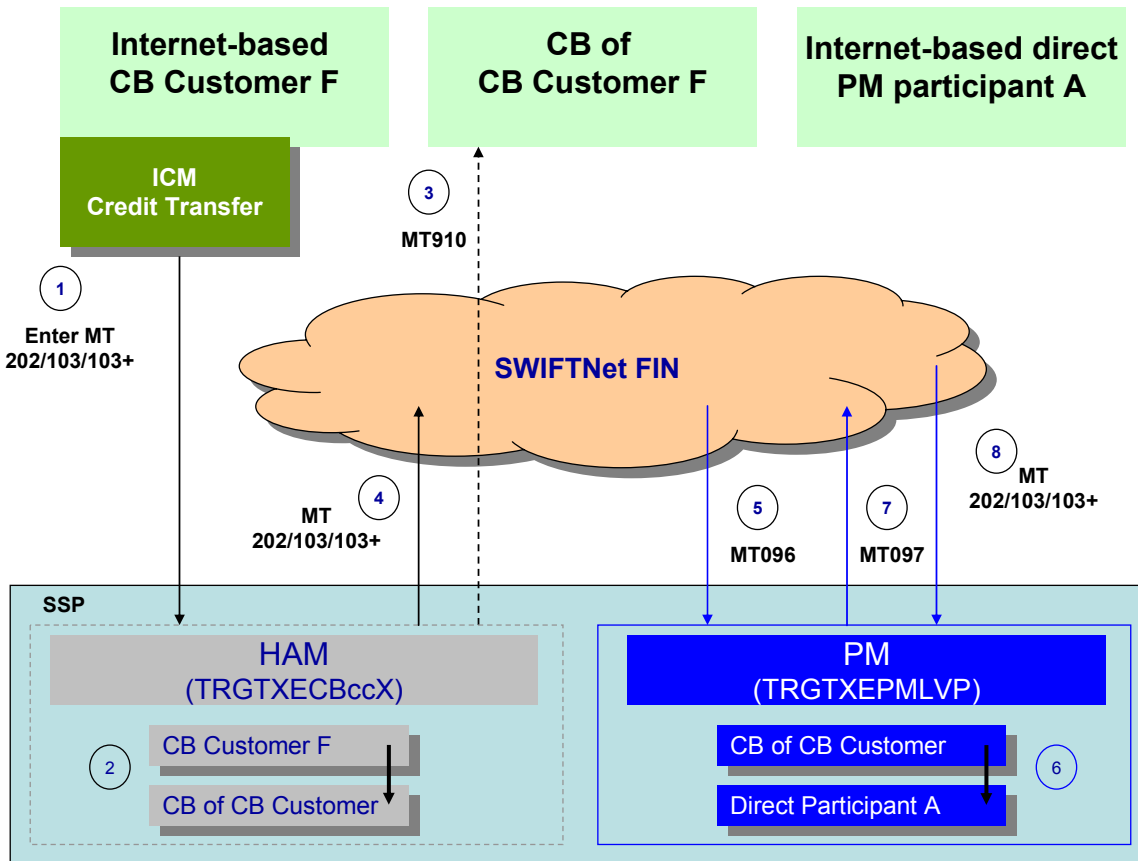 Internet-based
CB Customer F
CB of
CB Customer F
Internet-based direct
PM participant A
ICM
Credit Transfer
3
MT910
1
Enter MT
202/103/103+
SWIFTNet FIN
4
MT
202/103/103+
5
MT096
7
MT097
8
MT
202/103/103+
SSP
HAM
(TRGTXECBccX)
PM
(TRGTXEPMLVP)
2
CB Customer F
CB of CB Customer
CB of CB Customer
Direct Participant A
6